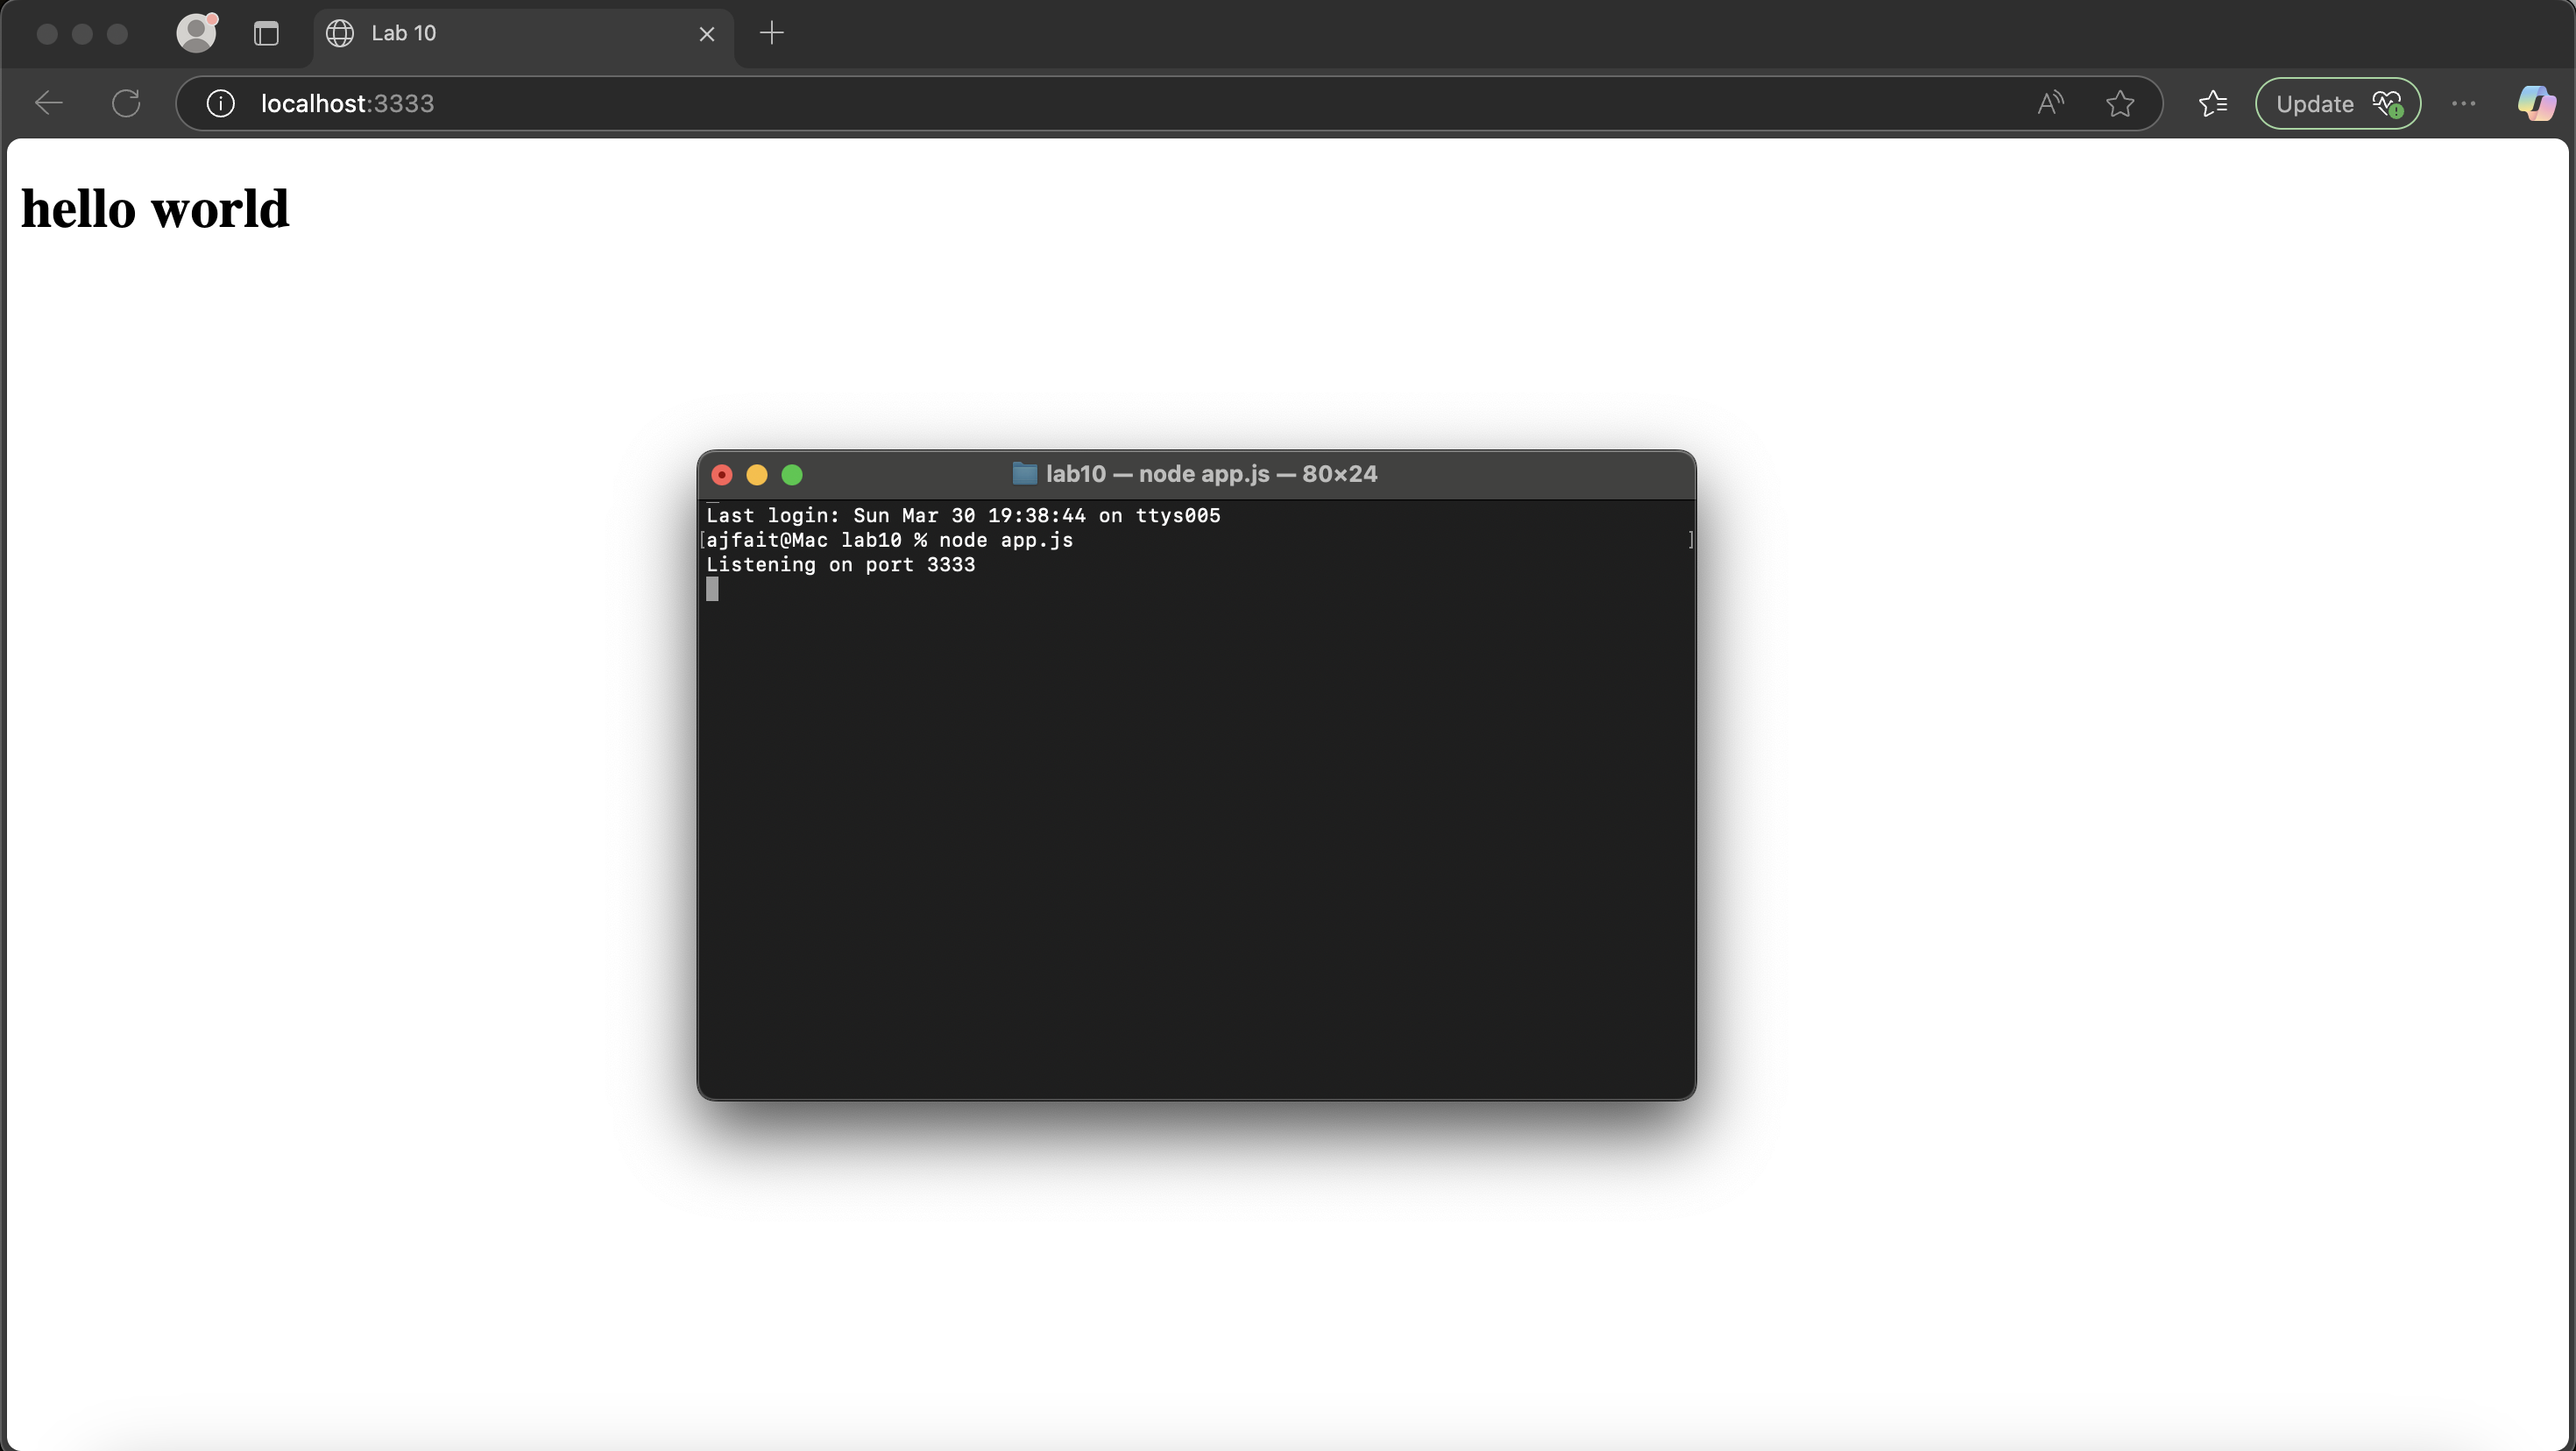 Lab 10
localhost:3333
Update
hello world
lab10 — node app.js — 80×24
Last login: Sun Mar 30 19:38:44 on ttys005
[ajfait@Mac lab10 % node app.js ]
Listening on port 3333